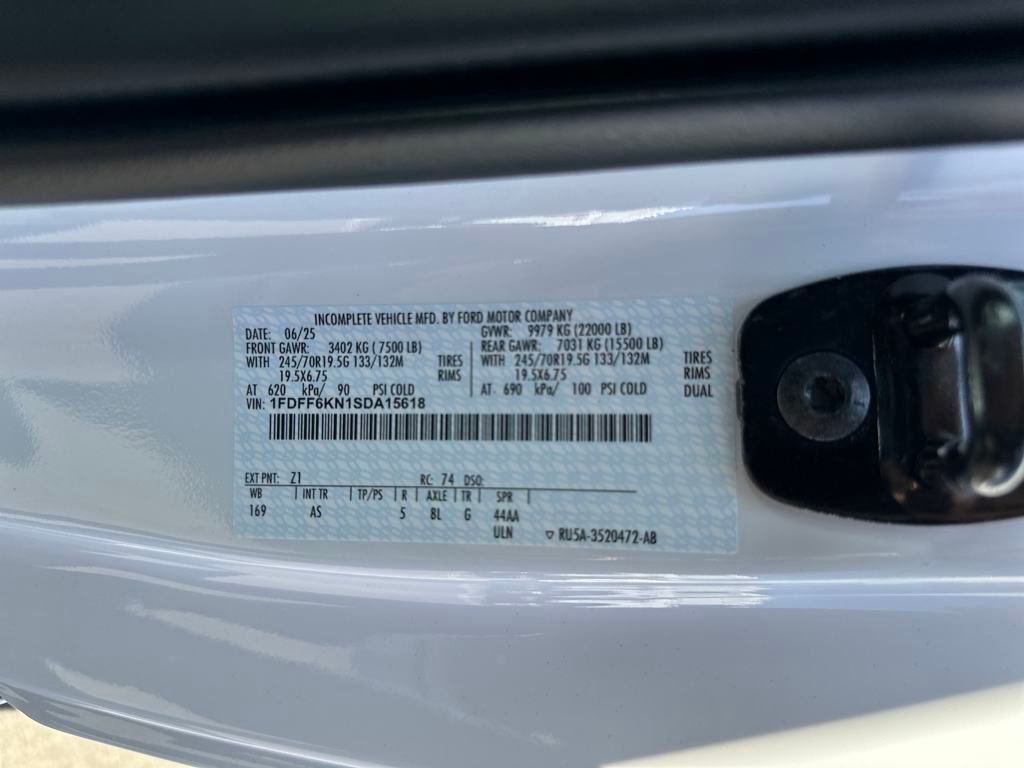 INCOMPLETE VEHICLE MFD. BY FORD MOTOR COMPANY
DATE: 06/25 GVWR: 9979 KG (22000 LB)
FRONT GAWR: 3402 KG (7500 LB) REAR GAWR: 7031 KG (15500 LB)
WITH 245/70R19.5G 133/132M TIRES WITH 245/70R19.5G 133/132M TIRES
19.5X6.75 RIMS 19.5X6.75 RIMS
AT 620 kPa/ 90 PSI COLD AT 690 kPa/ 100 PSI COLD DUAL
VIN: 1FDFF6KN1SDA15618
EXT PNT: Z1 RC: 74 DSO:
WB INT TR TP/PS R AXLE TR SPR
169 AS 5 8L G 44AA
ULN ▽ RU5A-3520472-AB